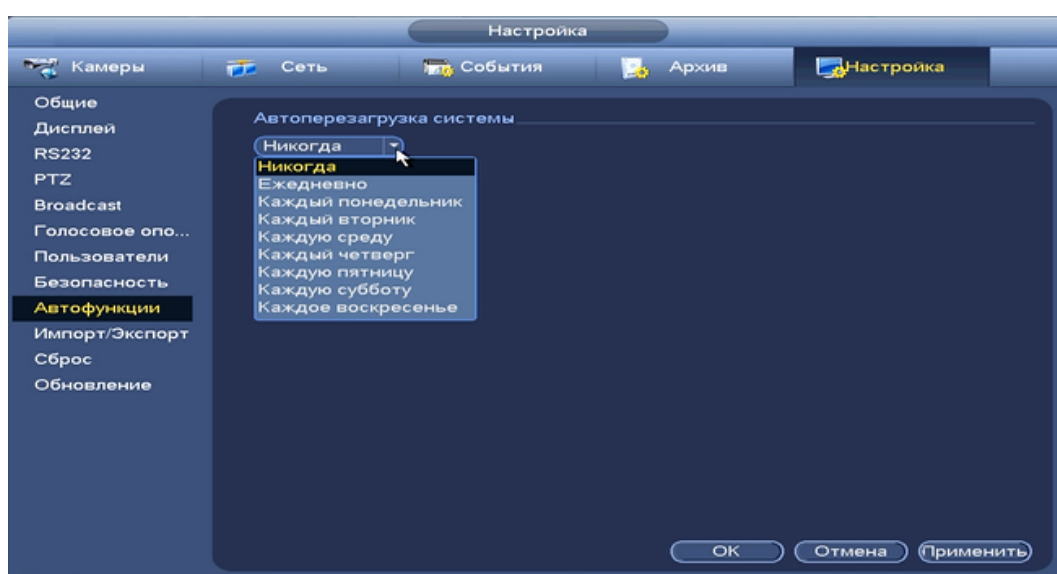 Настройка
Камеры
Сеть
События
Архив
Настройка
Общие
Дисплей
RS232
PTZ
Broadcast
Голосовое опо...
Пользователи
Безопасность
Автофункции
Импорт/Экспорт
Сброс
Обновление
Автоперезагрузка системы
Никогда
Никогда
Ежедневно
Каждый понедельник
Каждый вторник
Каждую среду
Каждый четверг
Каждую пятницу
Каждую субботу
Каждое воскресенье
OK
Отмена
Применить